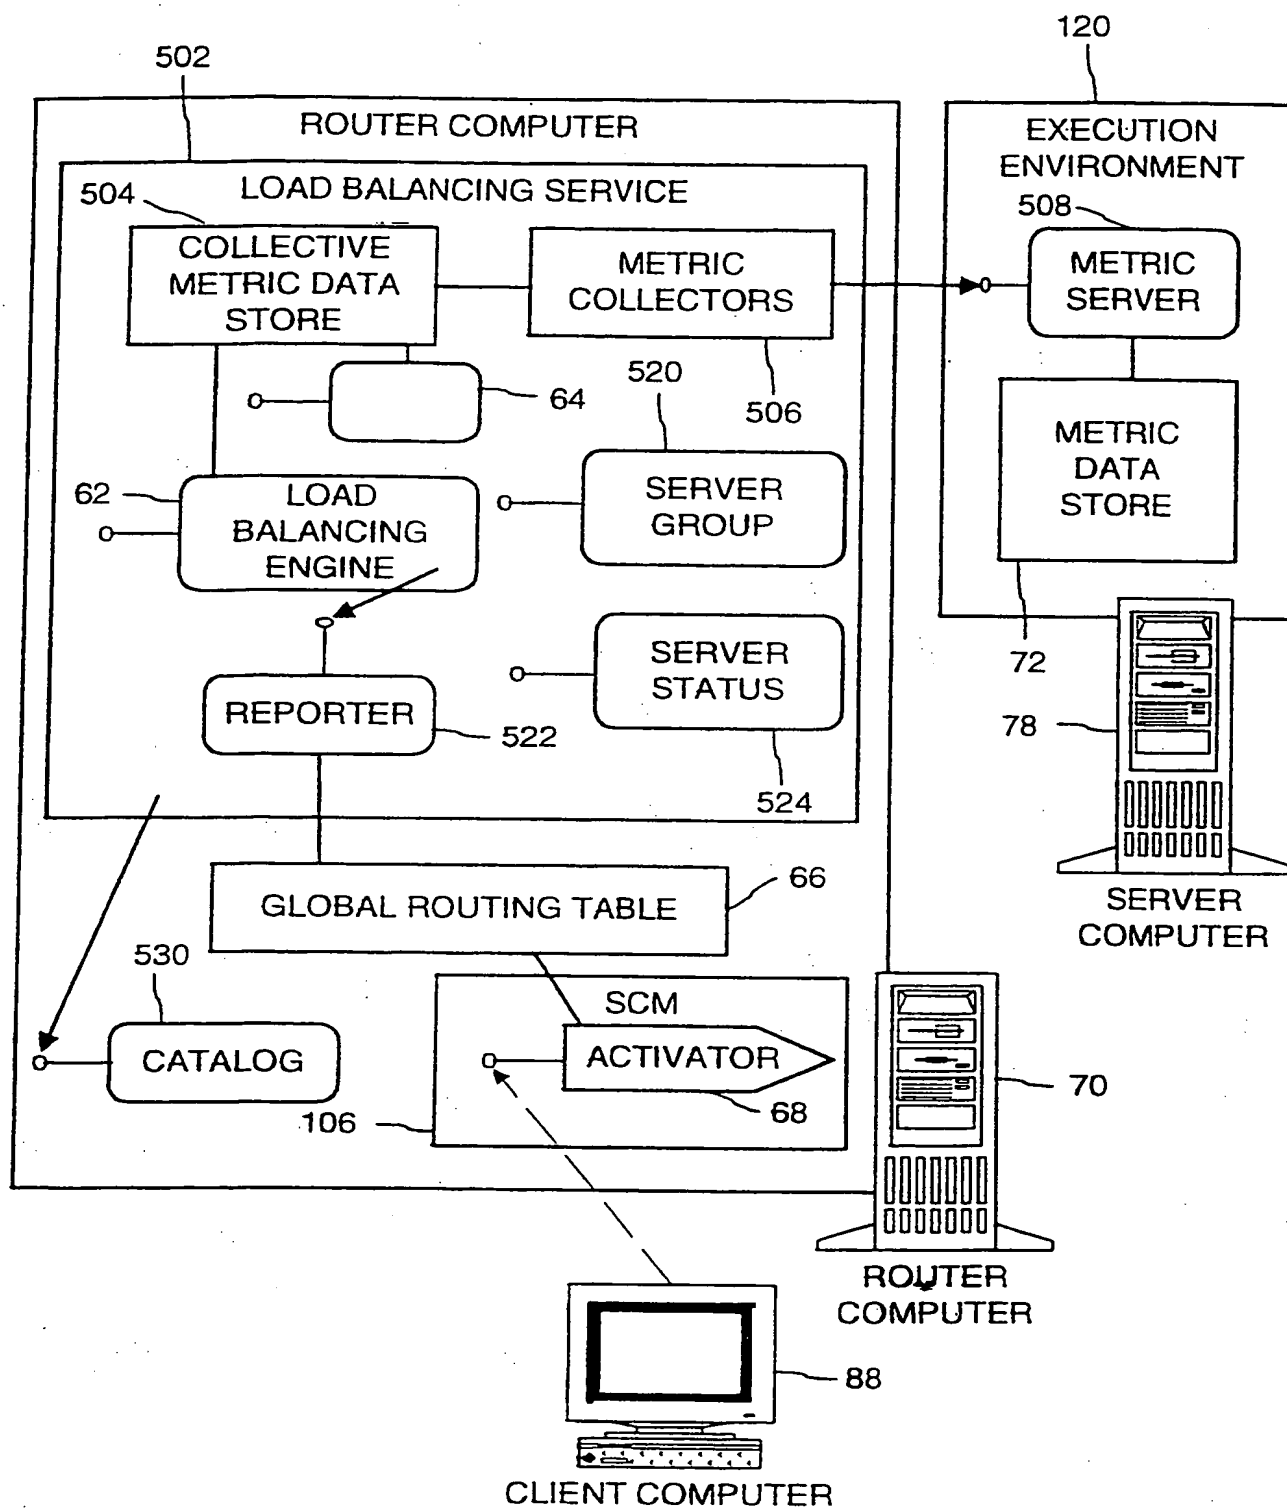 502
120
ROUTER COMPUTER
EXECUTION
ENVIRONMENT
LOAD BALANCING SERVICE
504
508
COLLECTIVE
METRIC DATA
STORE
METRIC
COLLECTORS
METRIC
SERVER
64
520
506
METRIC
DATA
STORE
62
LOAD
BALANCING
ENGINE
SERVER
GROUP
SERVER
STATUS
72
REPORTER
522
78
524
66
GLOBAL ROUTING TABLE
SERVER
COMPUTER
530
SCM
CATALOG
ACTIVATOR
70
106
68
ROUTER
COMPUTER
88
CLIENT COMPUTER